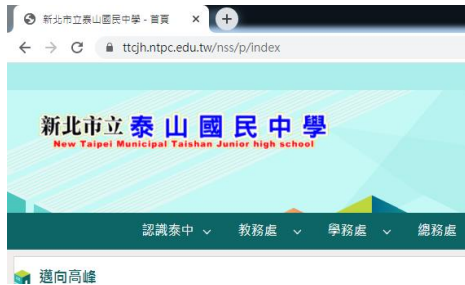 新北市立泰山國民中學 - 首頁
ttcjh.ntpc.edu.tw/nss/p/index
新北市立 泰山國民中學
New Taipei Municipal Taishan Junior high school
認識泰中 教務處 學務處 總務處
邁向高峰